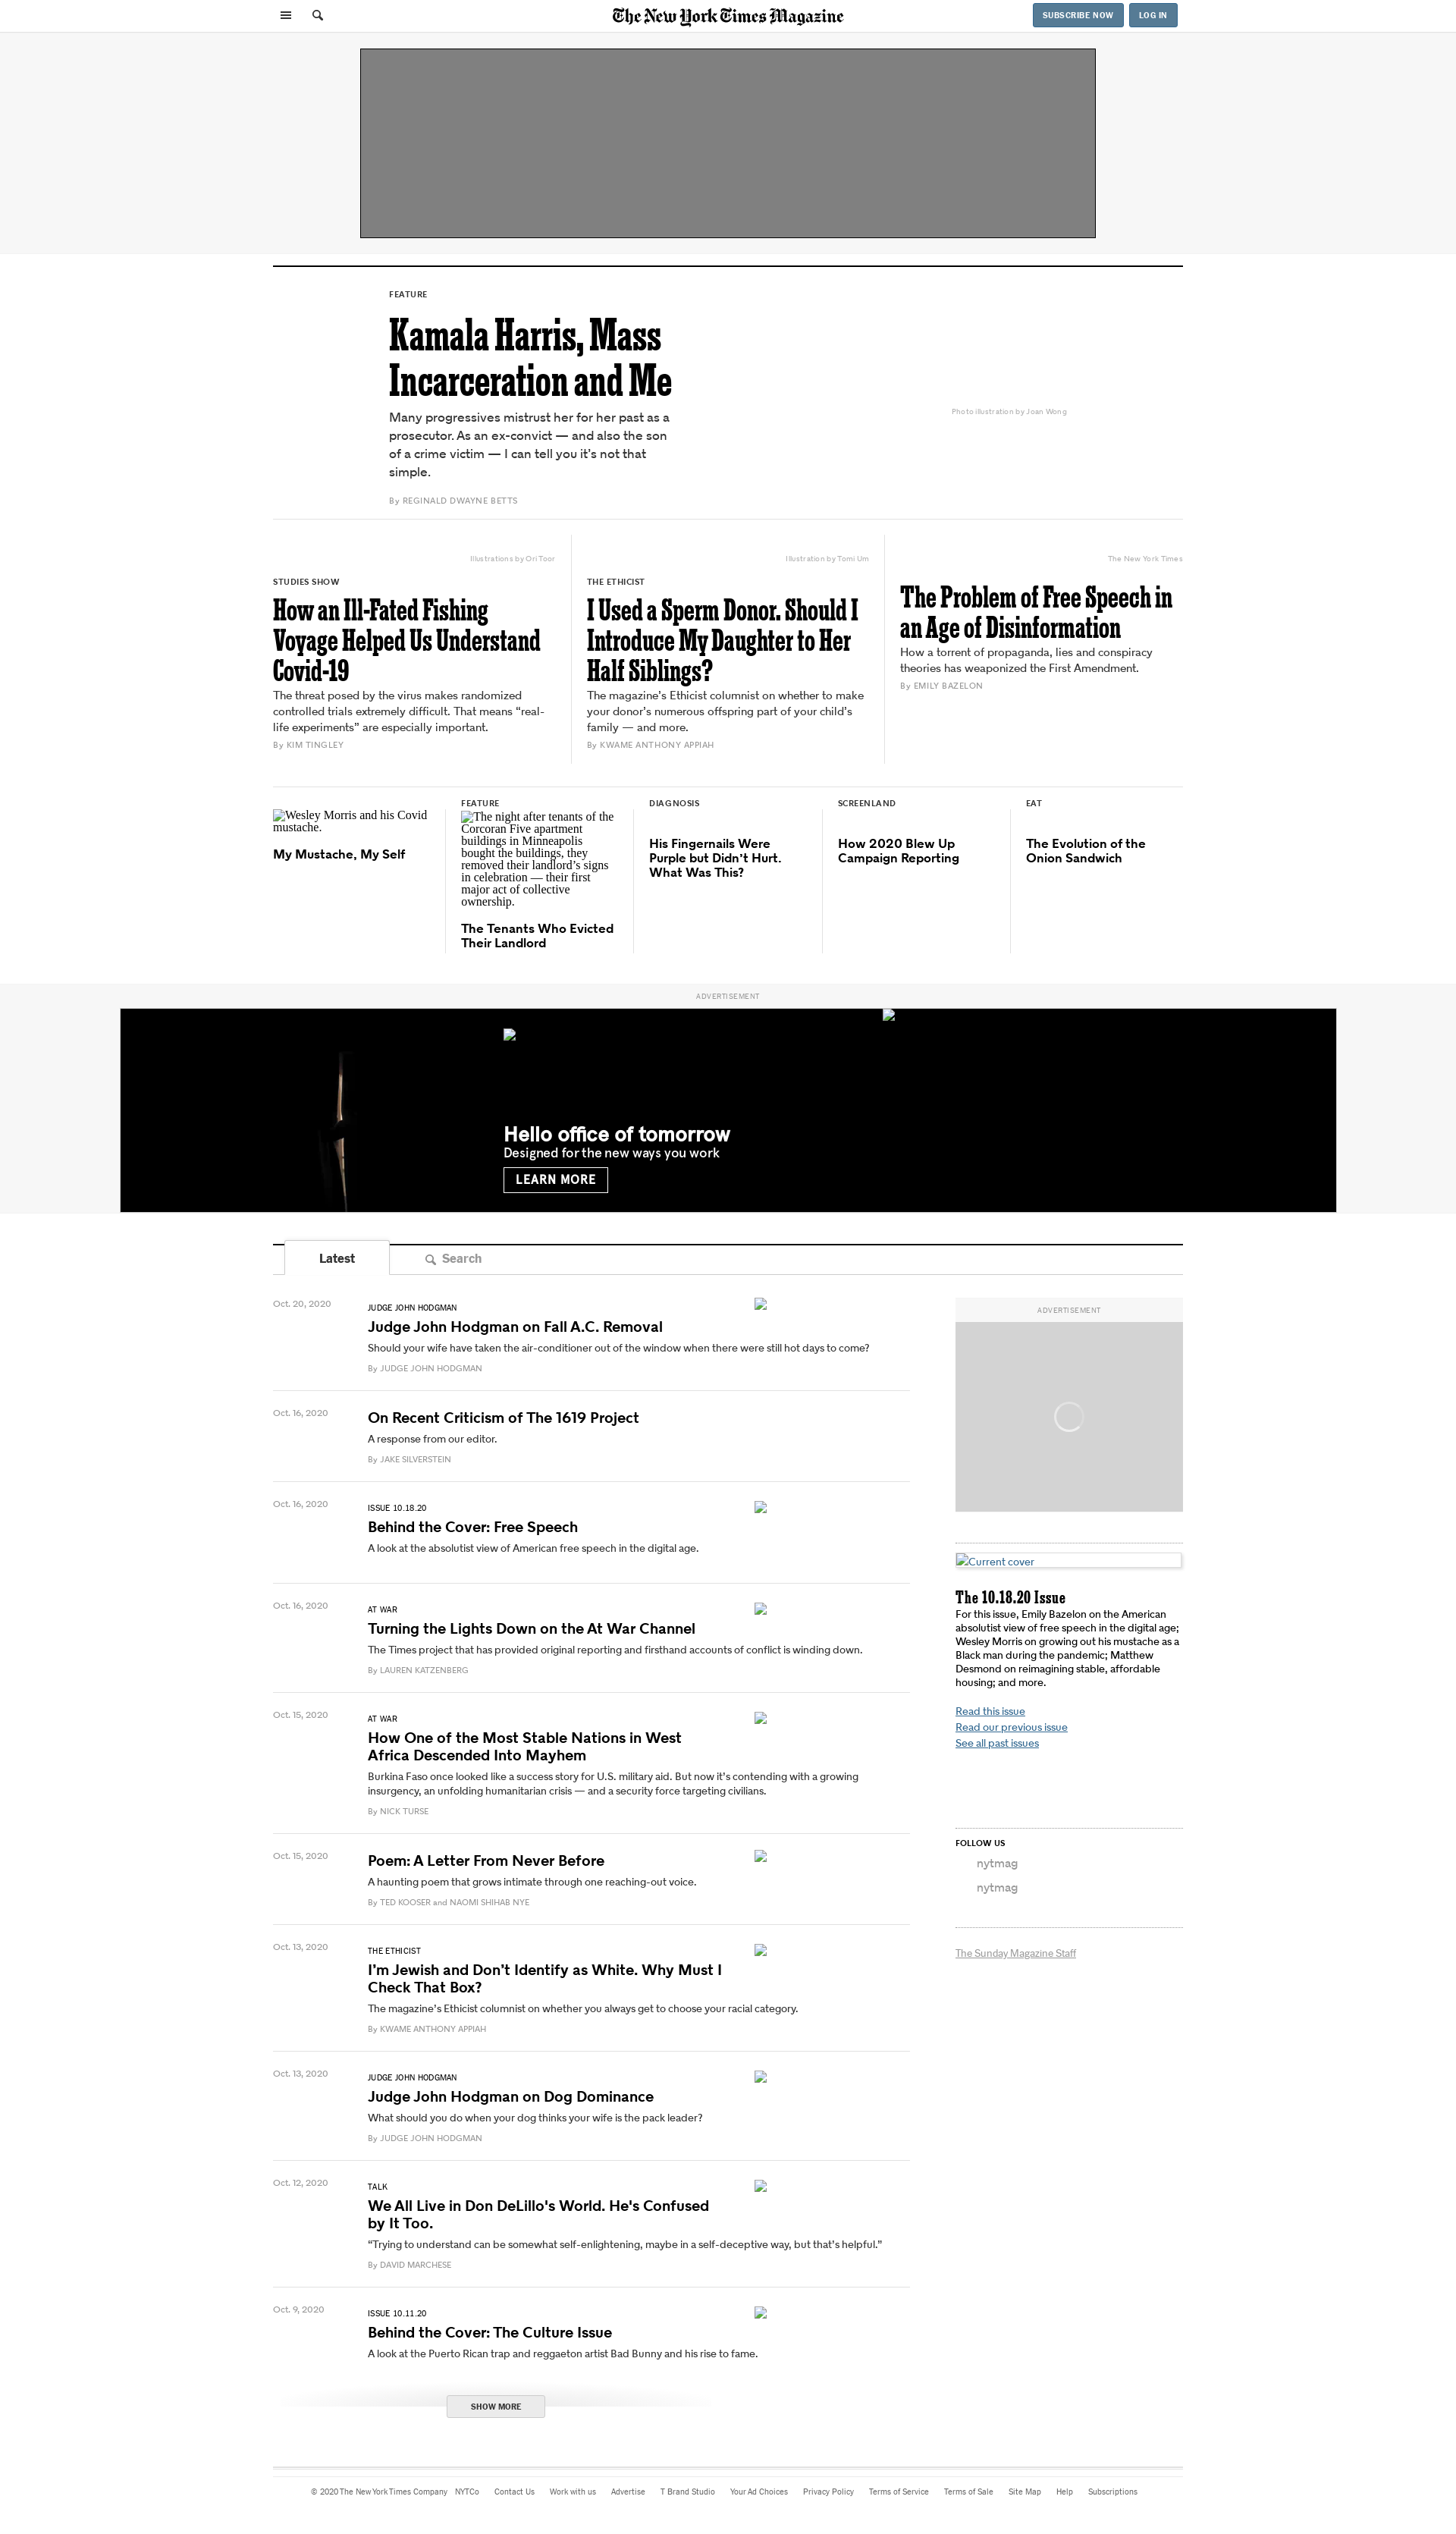 The New York Times Magazine
SUBSCRIBE NOW
LOG IN
FEATURE
Kamala Harris, Mass
Incarceration and Me
Many progressives mistrust her for her past as a
prosecutor. As an ex-convict — and also the son
of a crime victim — I can tell you it’s not that
simple.
By REGINALD DWAYNE BETTS
Photo illustration by Joan Wong
Illustrations by Ori Toor
STUDIES SHOW
How an Ill-Fated Fishing
Voyage Helped Us Understand
Covid-19
The threat posed by the virus makes randomized
controlled trials extremely difficult. That means “real-
life experiments” are especially important.
By KIM TINGLEY
Illustration by Tomi Um
THE ETHICIST
I Used a Sperm Donor. Should I
Introduce My Daughter to Her
Half Siblings?
The magazine’s Ethicist columnist on whether to make
your donor’s numerous offspring part of your child’s
family — and more.
By KWAME ANTHONY APPIAH
The New York Times
The Problem of Free Speech in
an Age of Disinformation
How a torrent of propaganda, lies and conspiracy
theories has weaponized the First Amendment.
By EMILY BAZELON
Wesley Morris and his Covid
mustache.
My Mustache, My Self
FEATURE
The night after tenants of the
Corcoran Five apartment
buildings in Minneapolis
bought the buildings, they
removed their landlord’s signs
in celebration — their first
major act of collective
ownership.
The Tenants Who Evicted
Their Landlord
DIAGNOSIS
His Fingernails Were
Purple but Didn’t Hurt.
What Was This?
SCREENLAND
How 2020 Blew Up
Campaign Reporting
EAT
The Evolution of the
Onion Sandwich
ADVERTISEMENT
Hello office of tomorrow
Designed for the new ways you work
LEARN MORE
Latest
Search
Oct. 20, 2020
JUDGE JOHN HODGMAN
Judge John Hodgman on Fall A.C. Removal
Should your wife have taken the air-conditioner out of the window when there were still hot days to come?
By JUDGE JOHN HODGMAN
Oct. 16, 2020
On Recent Criticism of The 1619 Project
A response from our editor.
By JAKE SILVERSTEIN
Oct. 16, 2020
ISSUE 10.18.20
Behind the Cover: Free Speech
A look at the absolutist view of American free speech in the digital age.
Oct. 16, 2020
AT WAR
Turning the Lights Down on the At War Channel
The Times project that has provided original reporting and firsthand accounts of conflict is winding down.
By LAUREN KATZENBERG
Oct. 15, 2020
AT WAR
How One of the Most Stable Nations in West
Africa Descended Into Mayhem
Burkina Faso once looked like a success story for U.S. military aid. But now it’s contending with a growing
insurgency, an unfolding humanitarian crisis — and a security force targeting civilians.
By NICK TURSE
Oct. 15, 2020
Poem: A Letter From Never Before
A haunting poem that grows intimate through one reaching-out voice.
By TED KOOSER and NAOMI SHIHAB NYE
Oct. 13, 2020
THE ETHICIST
I’m Jewish and Don’t Identify as White. Why Must I
Check That Box?
The magazine’s Ethicist columnist on whether you always get to choose your racial category.
By KWAME ANTHONY APPIAH
Oct. 13, 2020
JUDGE JOHN HODGMAN
Judge John Hodgman on Dog Dominance
What should you do when your dog thinks your wife is the pack leader?
By JUDGE JOHN HODGMAN
Oct. 12, 2020
TALK
We All Live in Don DeLillo's World. He's Confused
by It Too.
“Trying to understand can be somewhat self-enlightening, maybe in a self-deceptive way, but that’s helpful.”
By DAVID MARCHESE
Oct. 9, 2020
ISSUE 10.11.20
Behind the Cover: The Culture Issue
A look at the Puerto Rican trap and reggaeton artist Bad Bunny and his rise to fame.
SHOW MORE
ADVERTISEMENT
Current cover
The 10.18.20 Issue
For this issue, Emily Bazelon on the American
absolutist view of free speech in the digital age;
Wesley Morris on growing out his mustache as a
Black man during the pandemic; Matthew
Desmond on reimagining stable, affordable
housing; and more.
Read this issue
Read our previous issue
See all past issues
FOLLOW US
nytmag
nytmag
The Sunday Magazine Staff
© 2020 The New York Times Company NYTCo Contact Us Work with us Advertise T Brand Studio Your Ad Choices Privacy Policy Terms of Service Terms of Sale Site Map Help Subscriptions